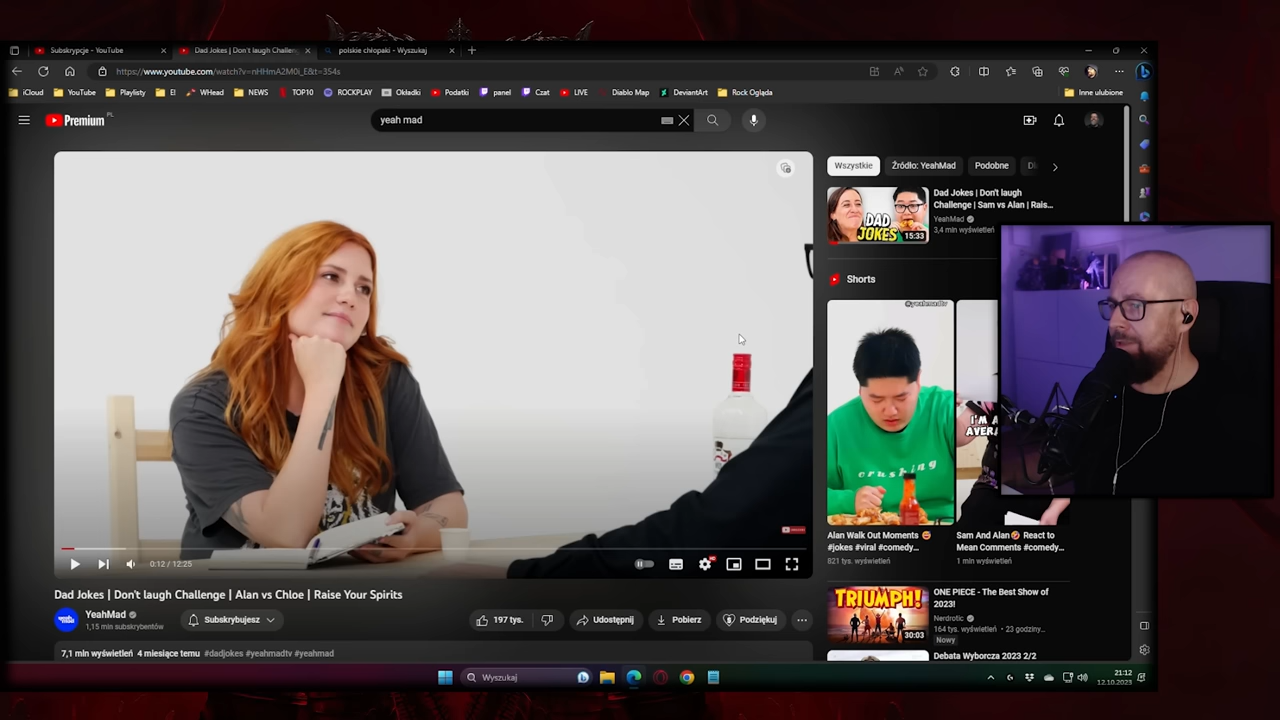 Subskrypcje - YouTube
Dad Jokes | Don't laugh Challen
polskie chłopaki - Wyszukaj
https://www.youtube.com/watch?v=nHHmA2M0i_E&t=354s
iCloud
YouTube
Playlisty
E!
WHead
NEWS
TOP10
ROCKPLAY
Okładki
Podatki
panel
Czat
LIVE
Diablo Map
DeviantArt
Rock Ogląda
Inne ulubione
Premium PL
yeah mad
Wszystkie
Źródło: YeahMad
Podobne
DAD JOKES
15:33
Dad Jokes | Don't laugh
Challenge | Sam vs Alan | Rais...
YeahMad
3,4 mln wyświetleń
Shorts
@yeahmadtv
crushing
I'M A
AVERA
Alan Walk Out Moments
#jokes #viral #comedy...
821 tys. wyświetleń
Sam And Alan React to
Mean Comments #comedy...
1 mln wyświetleń
0:12 / 12:25
Dad Jokes | Don't laugh Challenge | Alan vs Chloe | Raise Your Spirits
YeahMad
1,15 mln subskrybentów
Subskrybujesz
197 tys.
Udostępnij
Pobierz
Podziękuj
7,1 mln wyświetleń 4 miesiące temu #dadjokes #yeahmadtv #yeahmad
TRIUMPH!
30:03
ONE PIECE - The Best Show of
2023!
Nerdrotic
164 tys. wyświetleń • 23 godziny...
Nowy
Debata Wyborcza 2023 2/2
Wyszukaj
21:12
12.10.2023